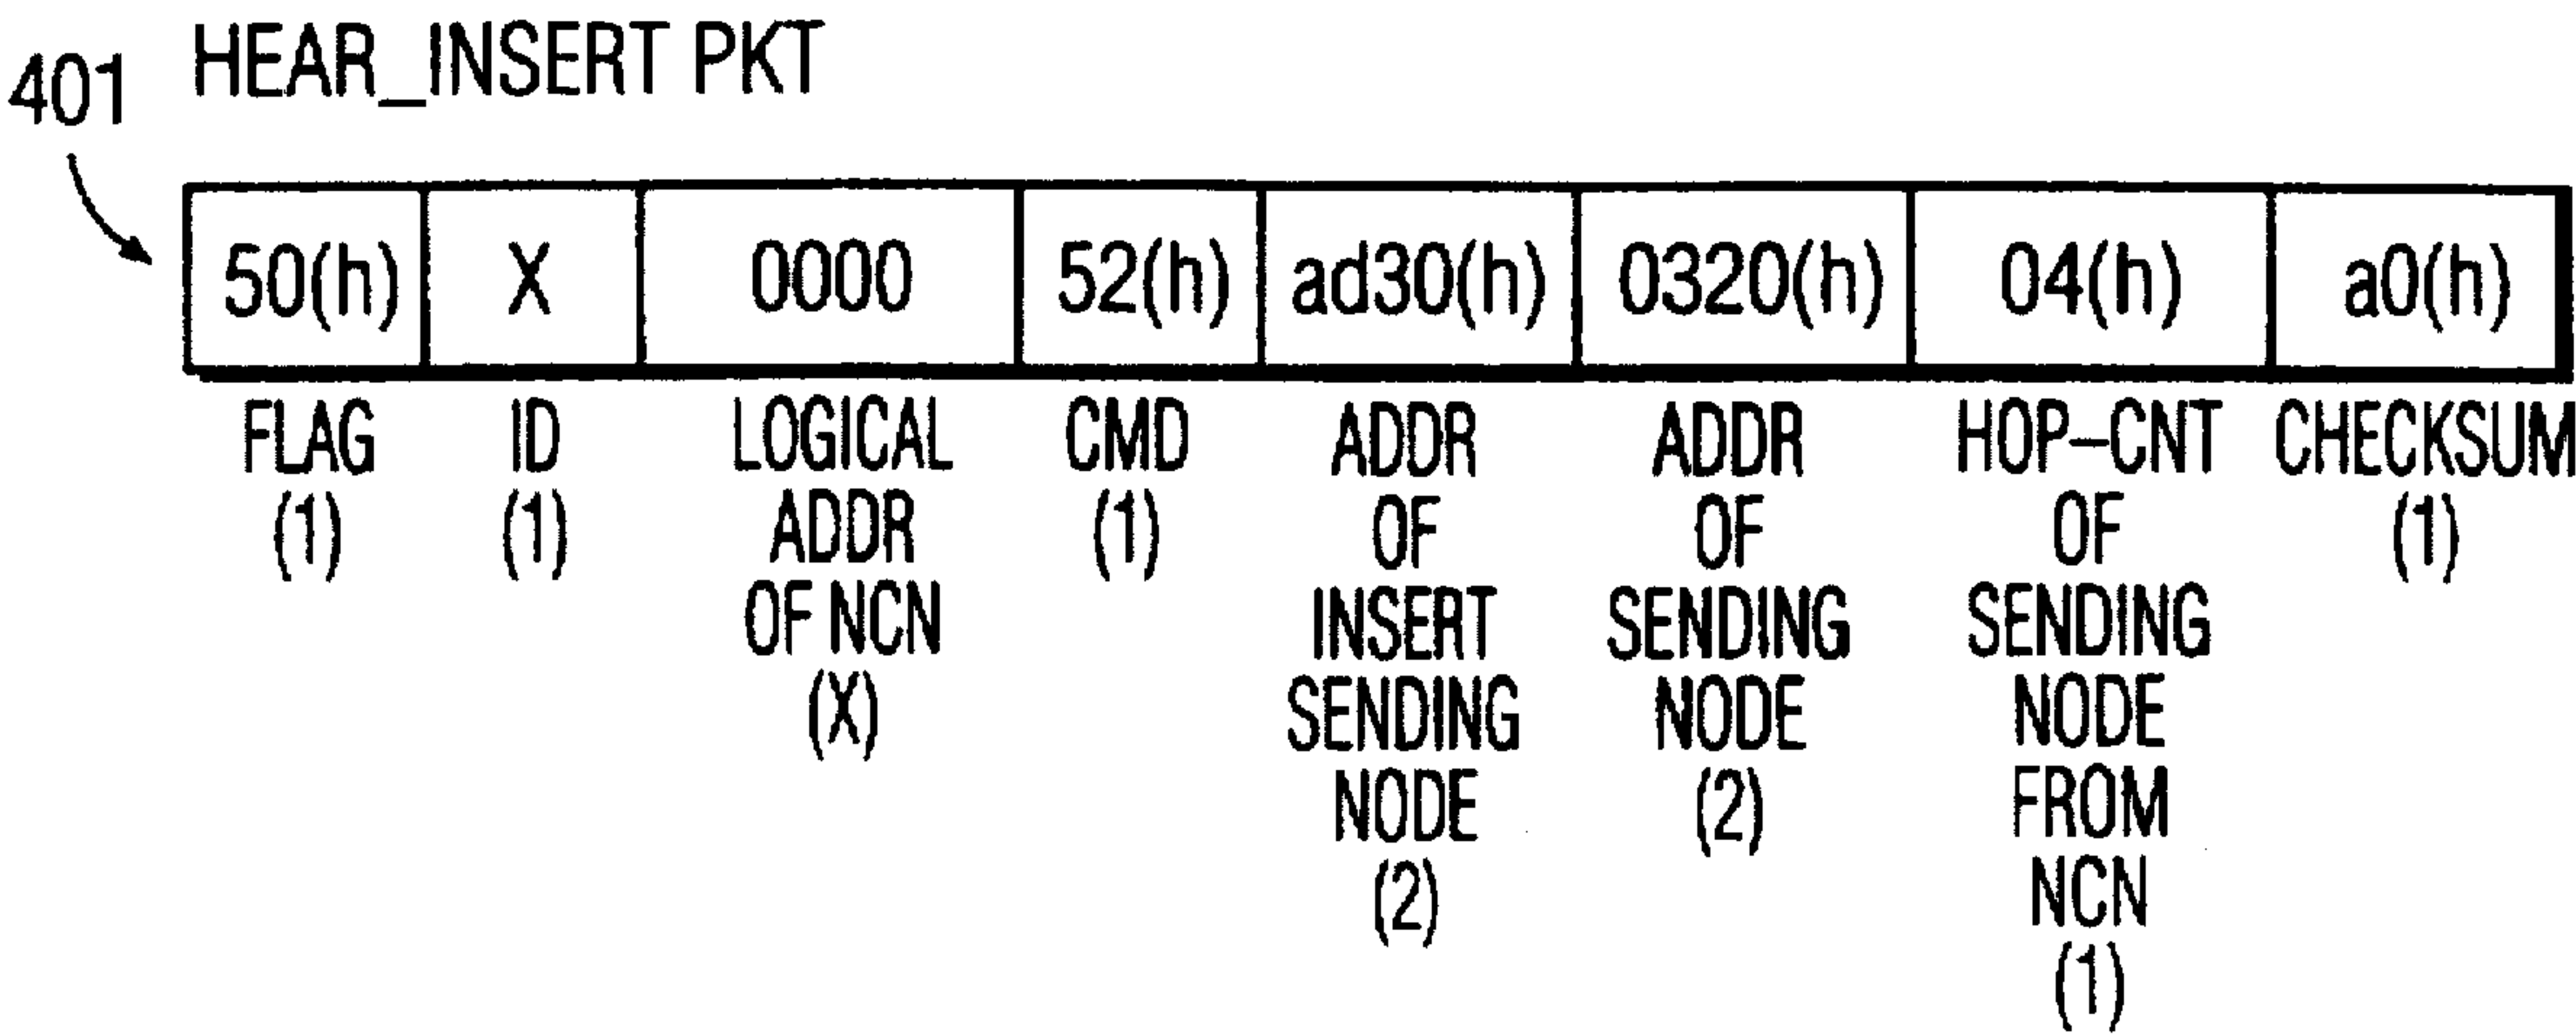 HEAR_INSERT PKT
401
50(h) X 0000 52(h) ad30(h) 0320(h) 04(h) a0(h)
FLAG
(1)
ID
(1)
LOGICAL
ADDR
OF NCN
(X)
CMD
(1)
ADDR
OF
INSERT
SENDING
NODE
(2)
ADDR
OF
SENDING
NODE
(2)
HOP–CNT
OF
SENDING
NODE
FROM
NCN
(1)
CHECKSUM
(1)